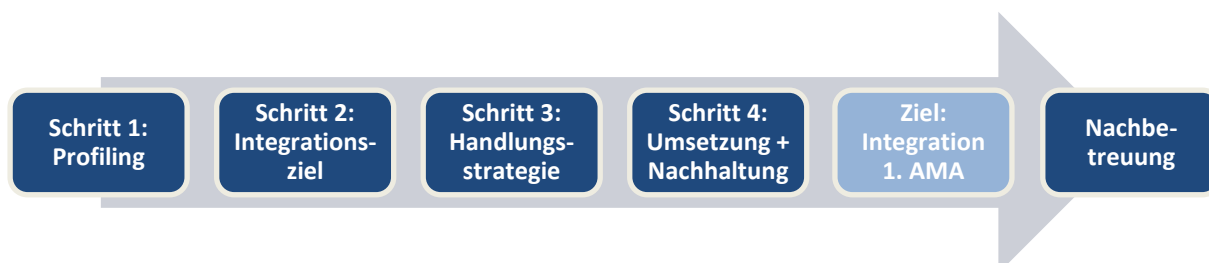 Schritt 1:
Profiling
Schritt 2:
Integrations-
ziel
Schritt 3:
Handlungs-
strategie
Schritt 4:
Umsetzung +
Nachhaltung
Ziel:
Integration
1. AMA
Nachbe-
treuung